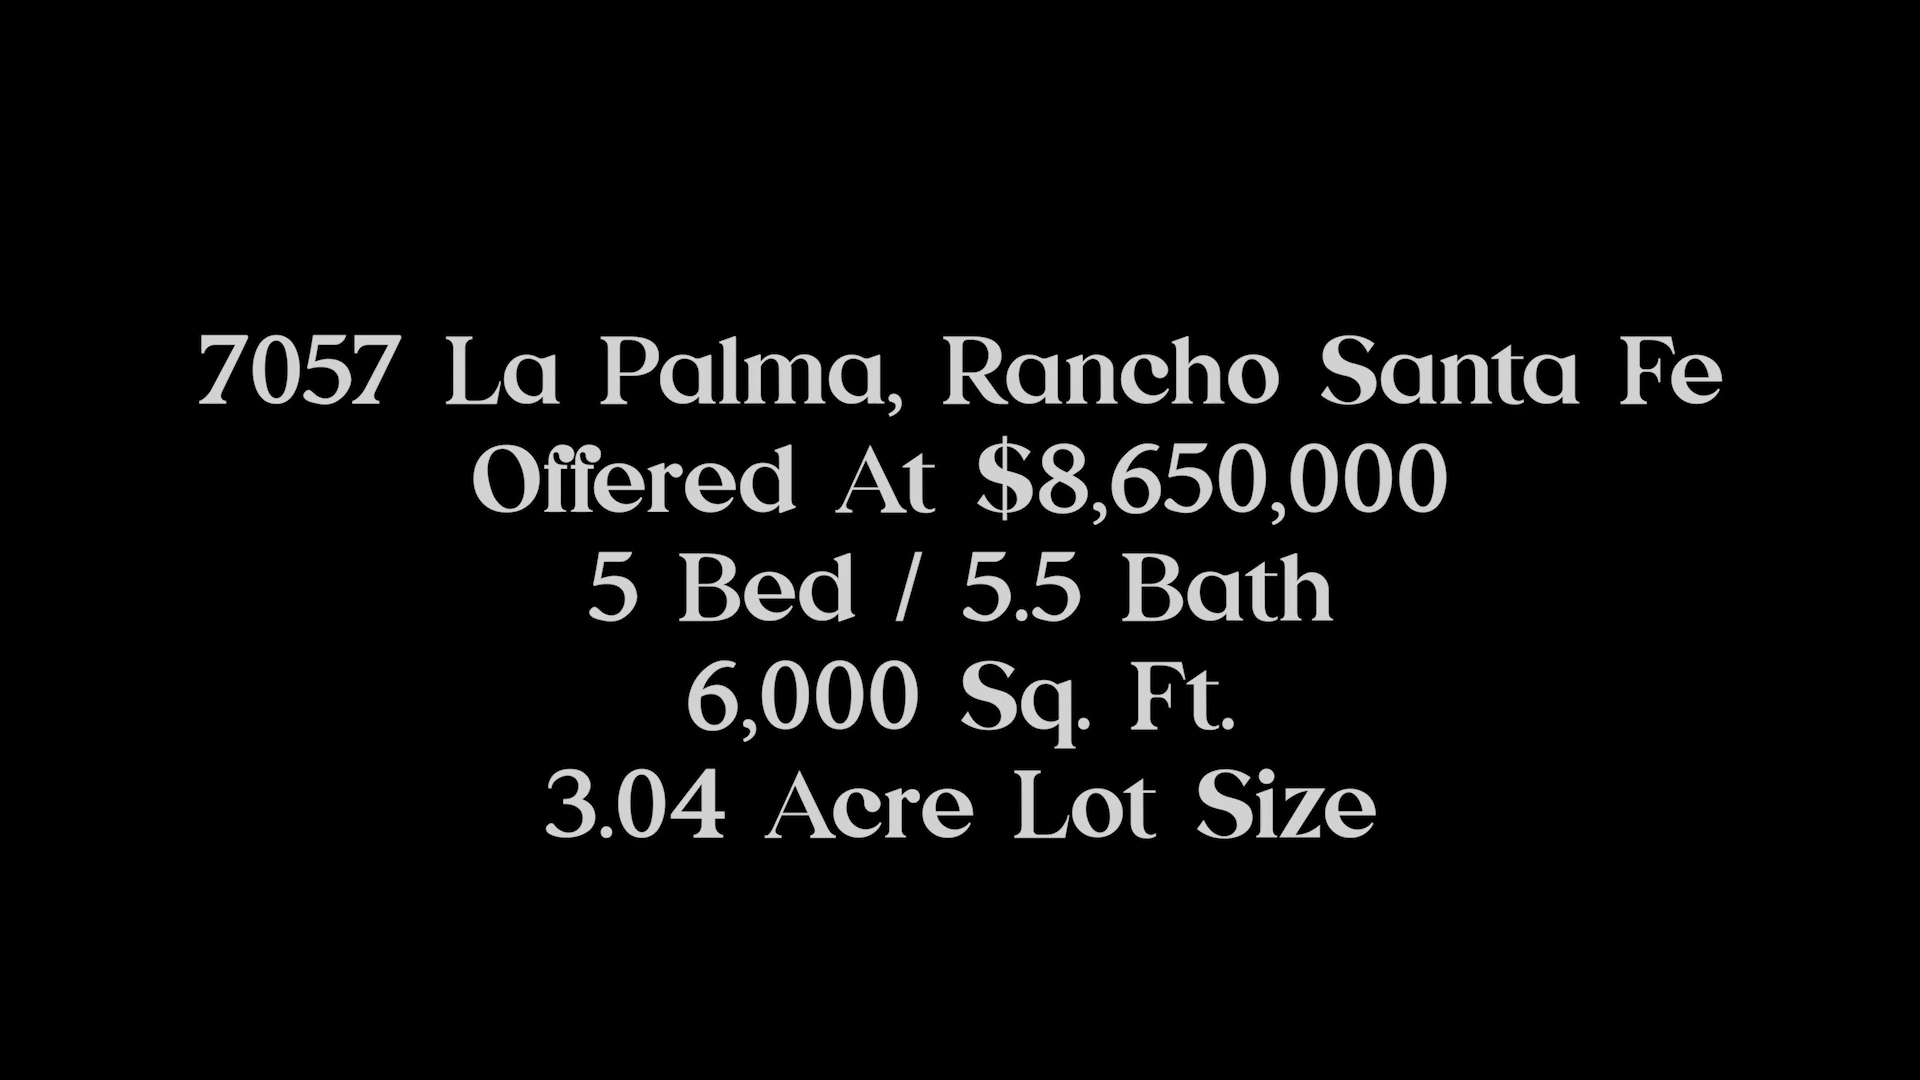 7057 La Palma, Rancho Santa Fe
Offered At $8,650,000
5 Bed / 5.5 Bath
6,000 Sq. Ft.
3.04 Acre Lot Size